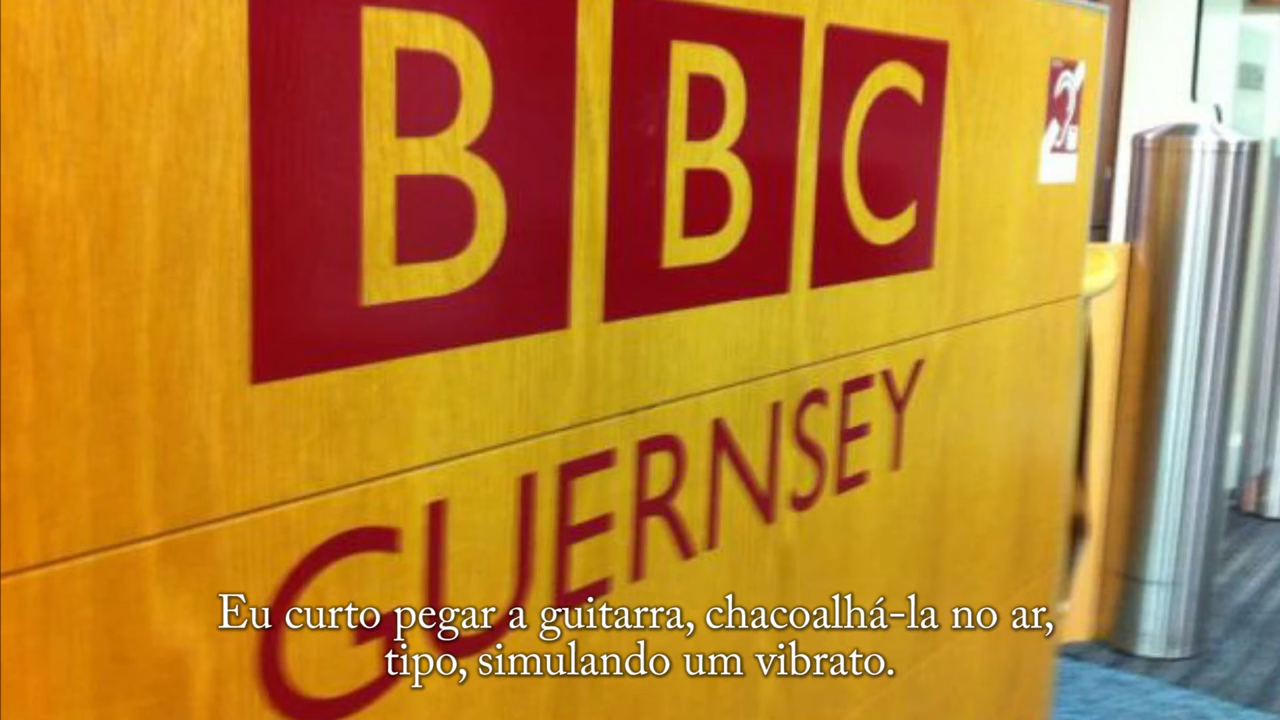 BBC
GUERNSEY
Eu curto pegar a guitarra, chacoalhá-la no ar,
tipo, simulando um vibrato.